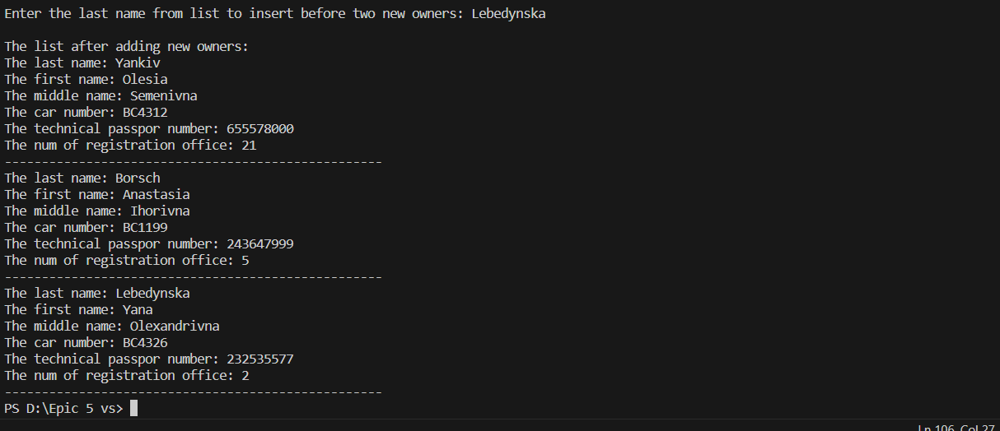 Enter the last name from list to insert before two new owners: Lebedynska
The list after adding new owners:
The last name: Yankiv
The first name: Olesia
The middle name: Semenivna
The car number: BC4312
The technical passpor number: 655578000
The num of registration office: 21
---------------------------------------------------
The last name: Borsch
The first name: Anastasia
The middle name: Ihorivna
The car number: BC1199
The technical passpor number: 243647999
The num of registration office: 5
---------------------------------------------------
The last name: Lebedynska
The first name: Yana
The middle name: Olexandrivna
The car number: BC4326
The technical passpor number: 232535577
The num of registration office: 2
---------------------------------------------------
PS D:\Epic 5 vs>
Ln 106, Col 27